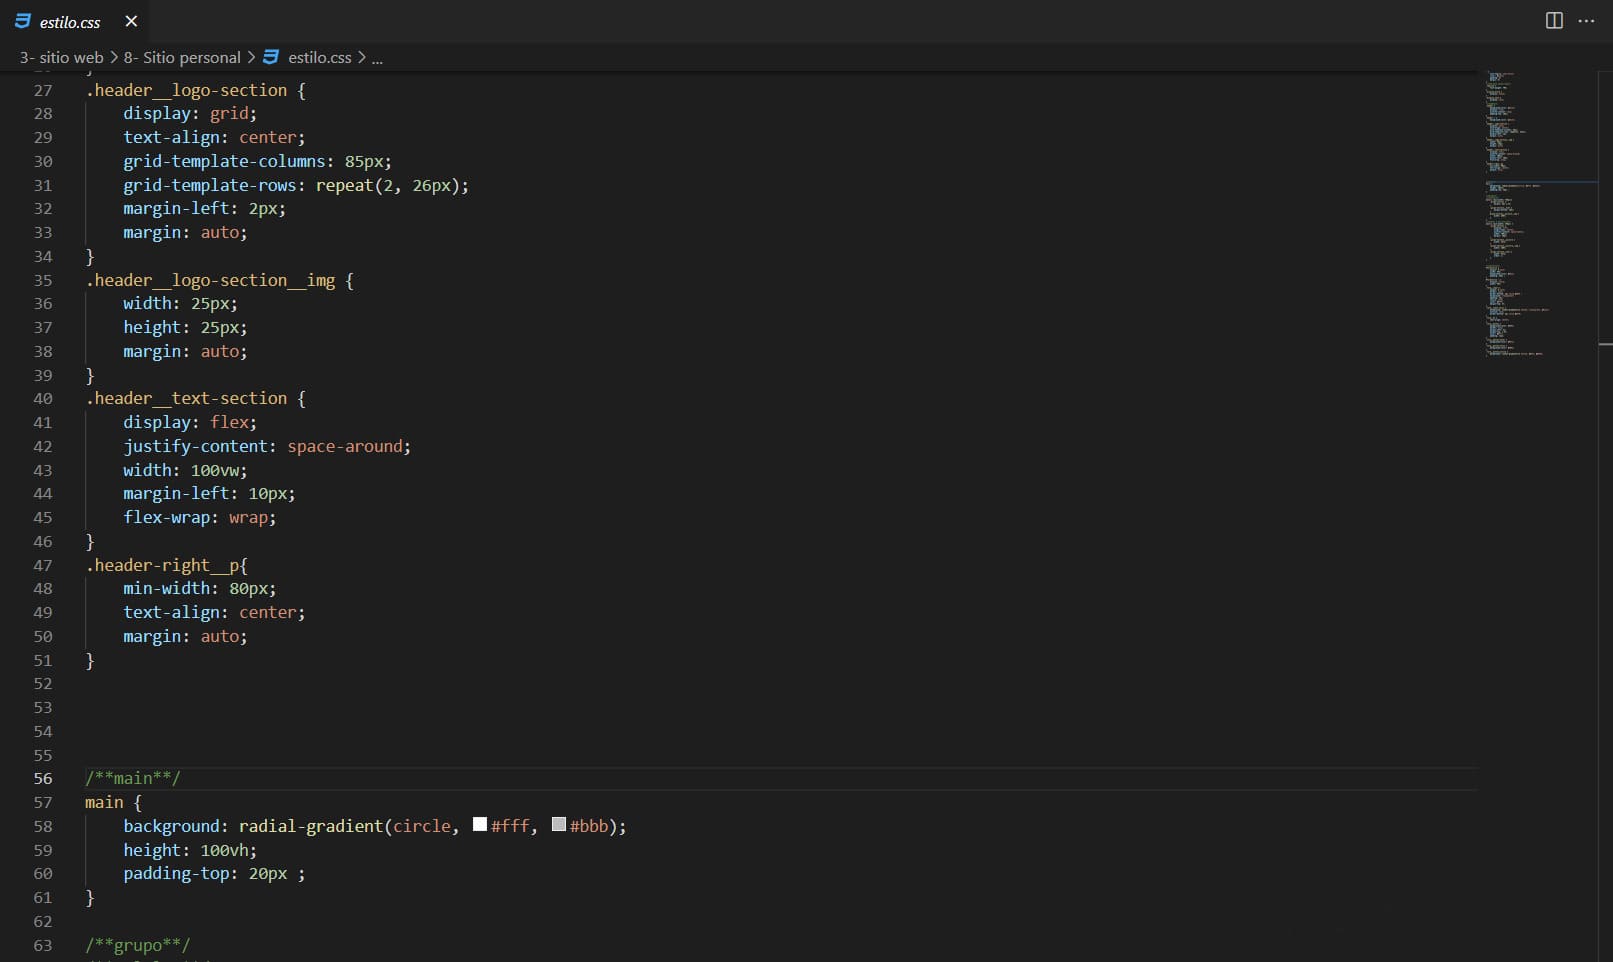 estilo.css
3- sitio web > 8- Sitio personal > estilo.css > ...
27 .header__logo-section {
28 display: grid;
29 text-align: center;
30 grid-template-columns: 85px;
31 grid-template-rows: repeat(2, 26px);
32 margin-left: 2px;
33 margin: auto;
34 }
35 .header__logo-section__img {
36 width: 25px;
37 height: 25px;
38 margin: auto;
39 }
40 .header__text-section {
41 display: flex;
42 justify-content: space-around;
43 width: 100vw;
44 margin-left: 10px;
45 flex-wrap: wrap;
46 }
47 .header-right__p{
48 min-width: 80px;
49 text-align: center;
50 margin: auto;
51 }
52
53
54
55
56 /**main**/
57 main {
58 background: radial-gradient(circle, #fff, #bbb);
59 height: 100vh;
60 padding-top: 20px ;
61 }
62
63 /**grupo**/